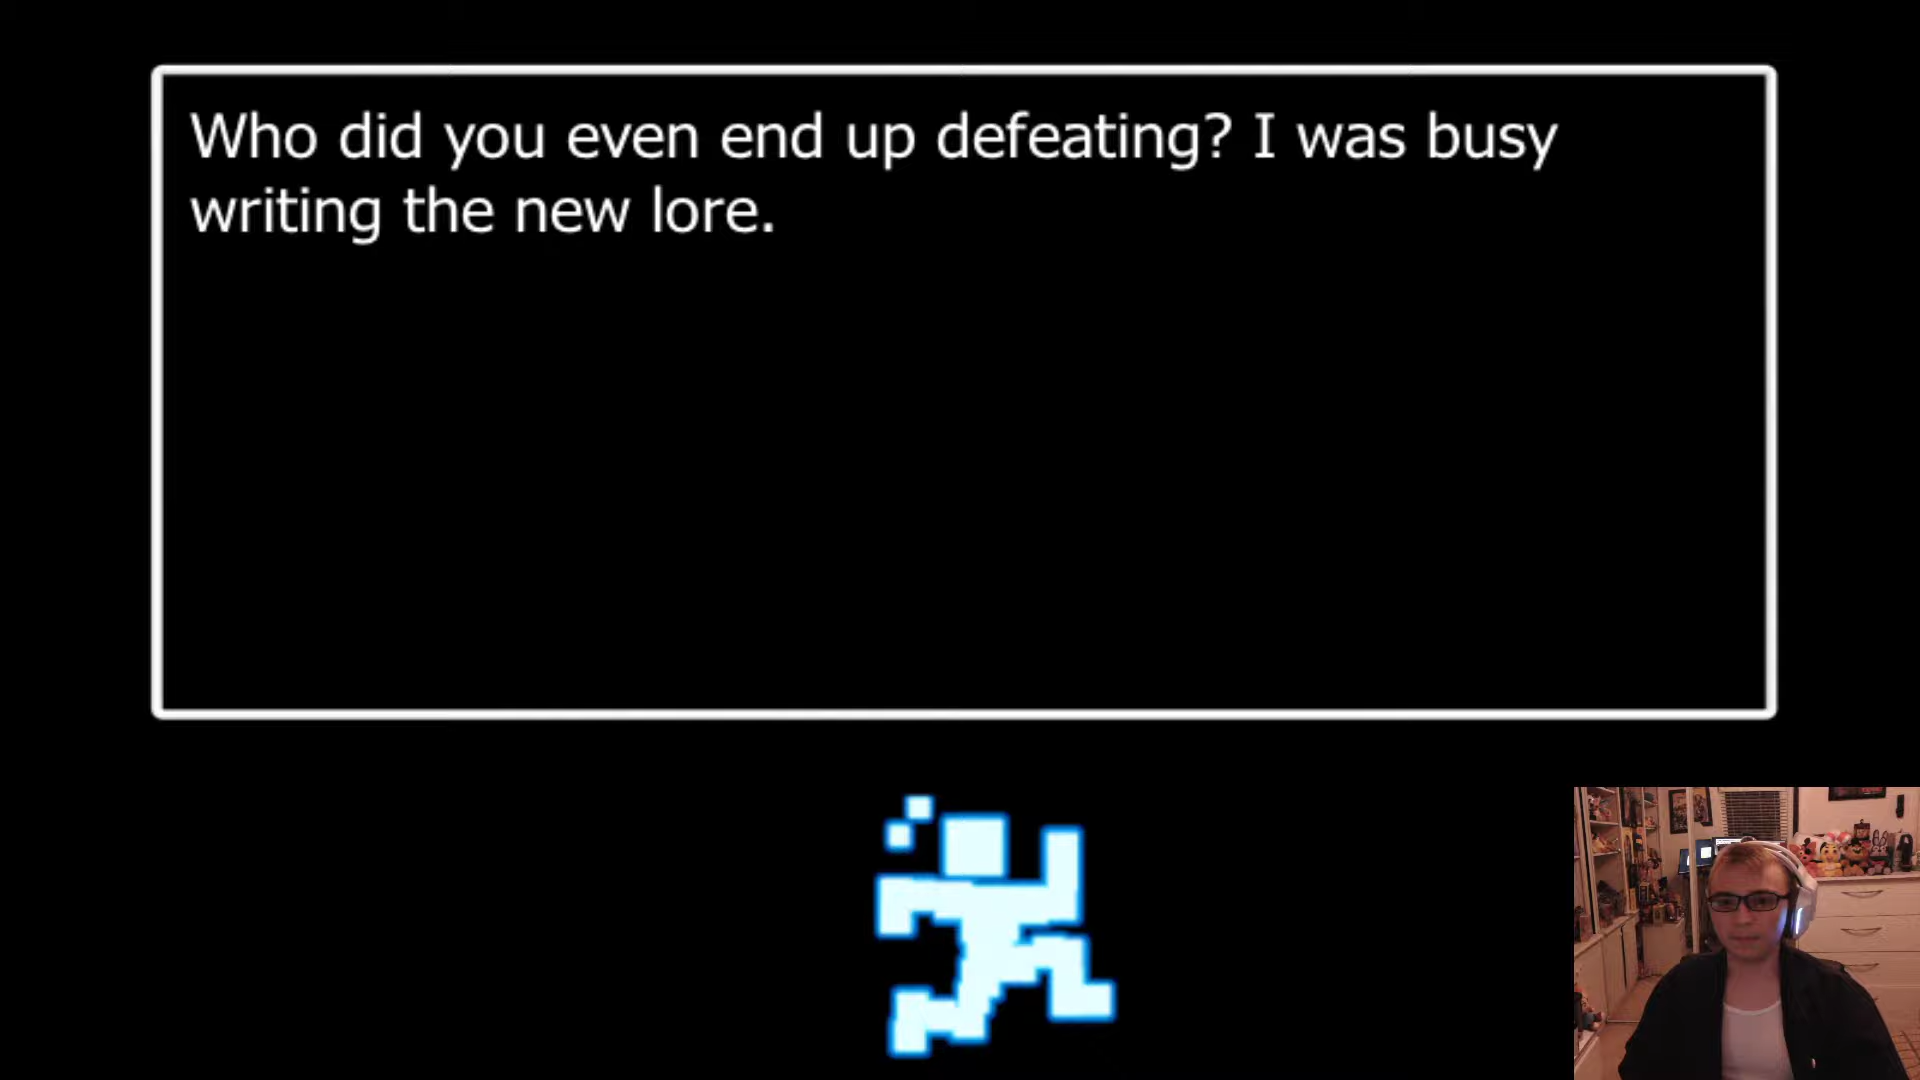 Who did you even end up defeating? I was busy
writing the new lore.